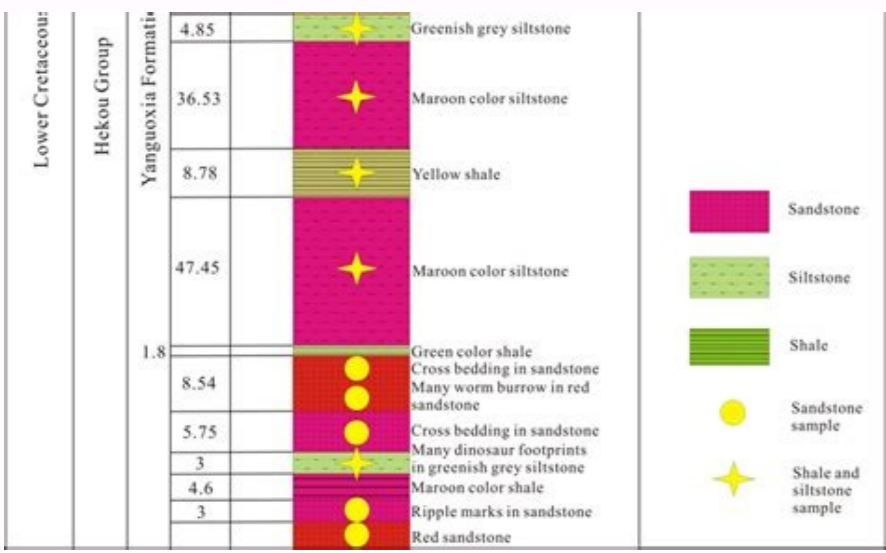 Lower Cretaceous
Hekou Group
Yanguoxia Formati
4.85
Greenish grey siltstone
36.53
Maroon color siltstone
8.78
Yellow shale
47.45
Maroon color siltstone
1.8
Green color shale
8.54
Cross bedding in sandstone
Many worm burrow in red
sandstone
5.75
Cross bedding in sandstone
3
Many dinosaur footprints
in greenish grey siltstone
4.6
Maroon color shale
3
Ripple marks in sandstone
Red sandstone
Sandstone
Siltstone
Shale
Sandstone
sample
Shale and
siltstone
sample